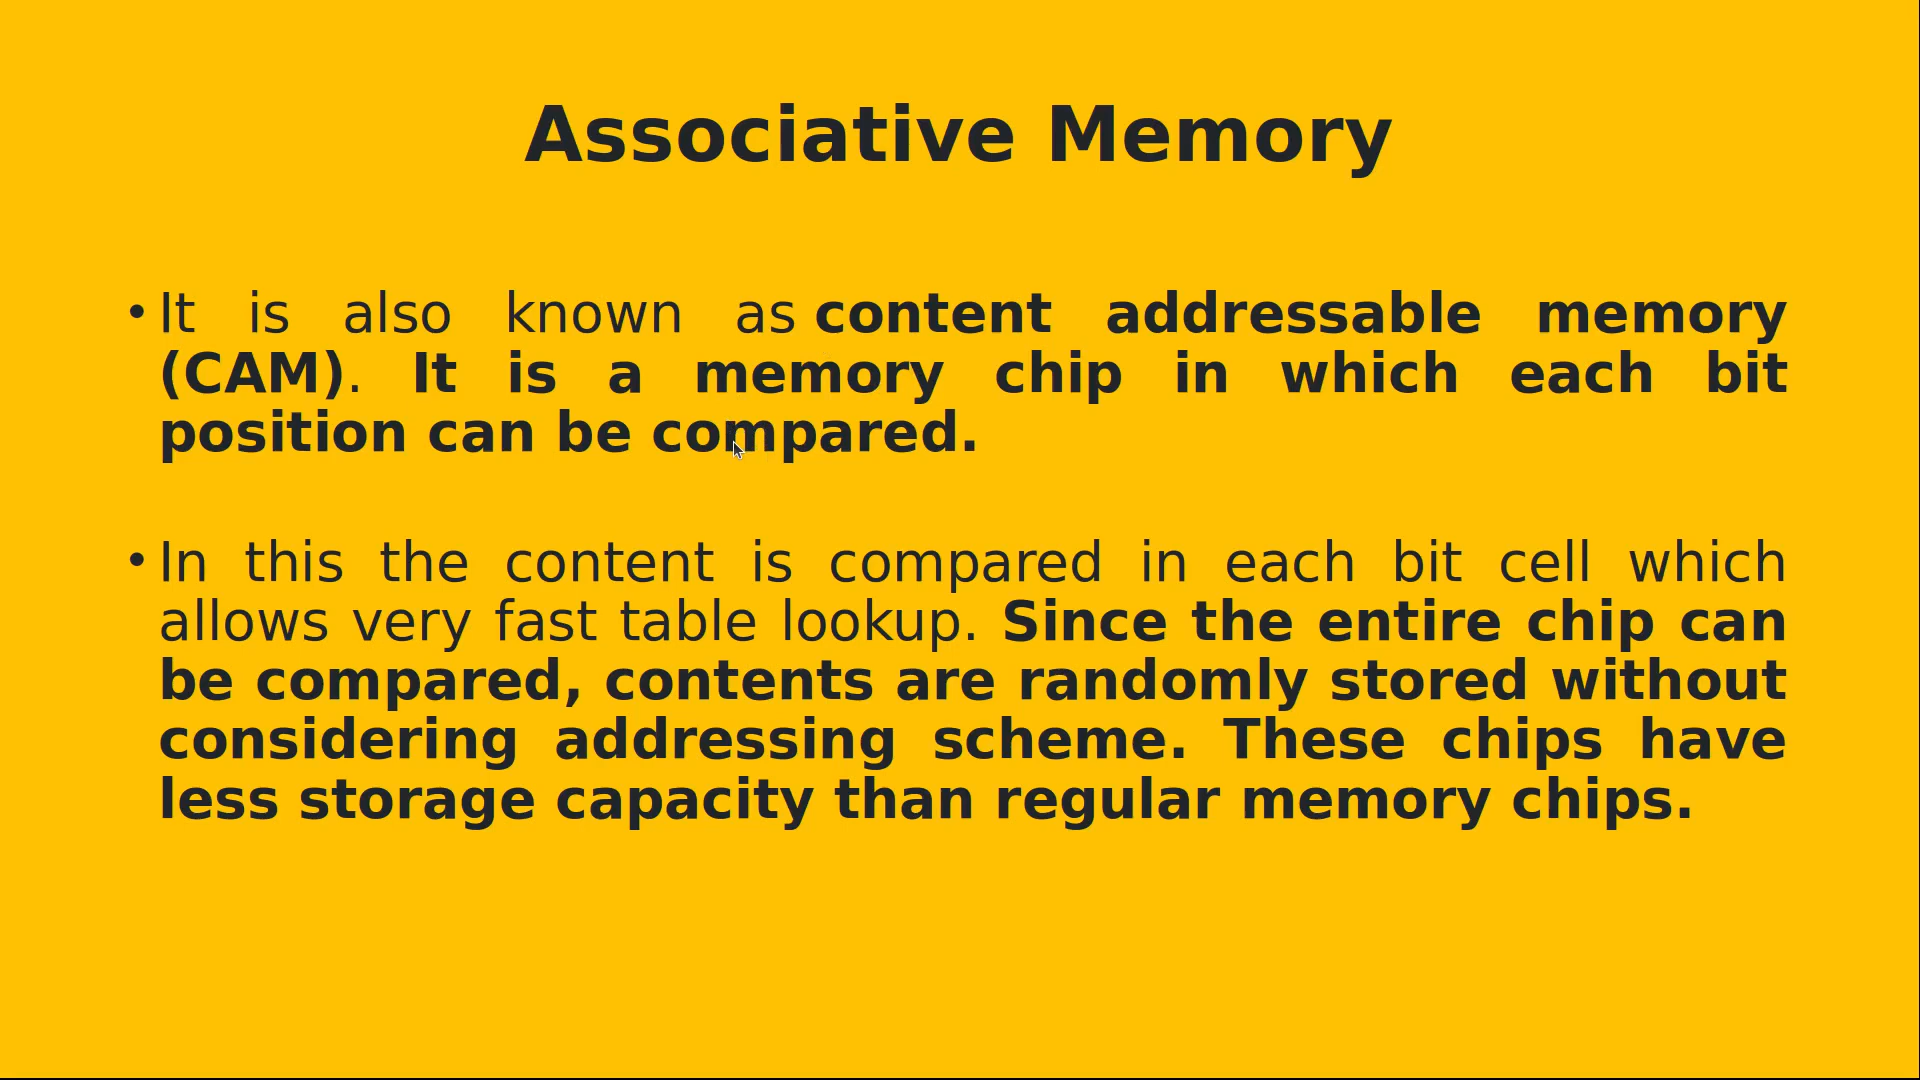 Associative Memory
• It is also known as content addressable memory
(CAM). It is a memory chip in which each bit
position can be compared.
• In this the content is compared in each bit cell which
allows very fast table lookup. Since the entire chip can
be compared, contents are randomly stored without
considering addressing scheme. These chips have
less storage capacity than regular memory chips.